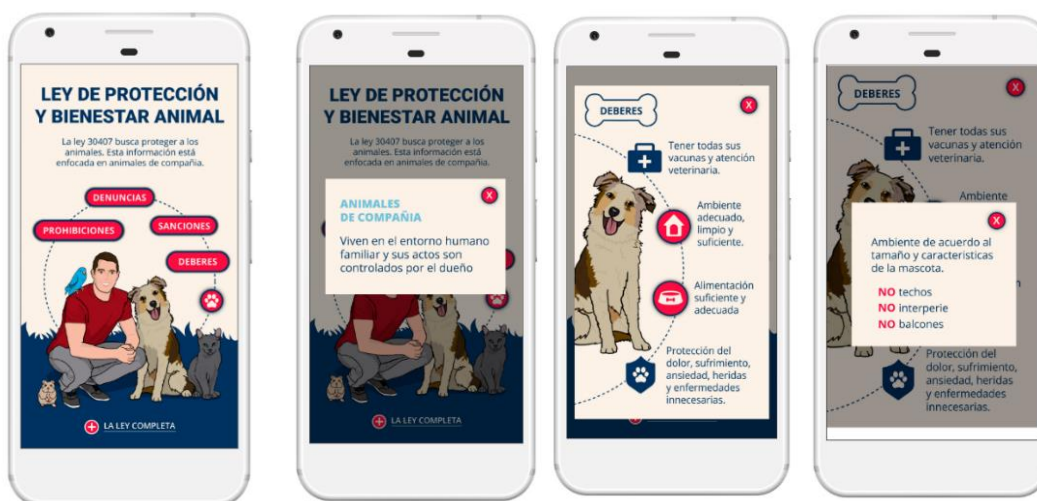 LEY DE PROTECCIÓN
Y BIENESTAR ANIMAL
La ley 30407 busca proteger a los
animales. Esta información está
enfocada en animales de compañia.
DENUNCIAS
PROHIBICIONES
SANCIONES
DEBERES
LA LEY COMPLETA
LEY DE PROTECCIÓN
Y BIENESTAR ANIMAL
La ley 30407 busca proteger a los
animales. Esta información está
enfocada en animales de compañia.
X
ANIMALES
DE COMPAÑIA
Viven en el entorno humano
familiar y sus actos son
controlados por el dueño
LA LEY COMPLETA
DEBERES
X
Tener todas sus
vacunas y atención
veterinaria.
Ambiente
adecuado,
limpio y
suficiente.
Alimentación
suficiente y
adecuada
Protección del
dolor, sufrimiento,
ansiedad, heridas
y enfermedades
innecesarias.
DEBERES
X
Tener todas sus
vacunas y atención
veterinaria.
Ambiente
X
Ambiente de acuerdo al
tamaño y características
de la mascota.
NO techos
NO interperie
NO balcones
Protección del
dolor, sufrimiento,
ansiedad, heridas
y enfermedades
innecesarias.